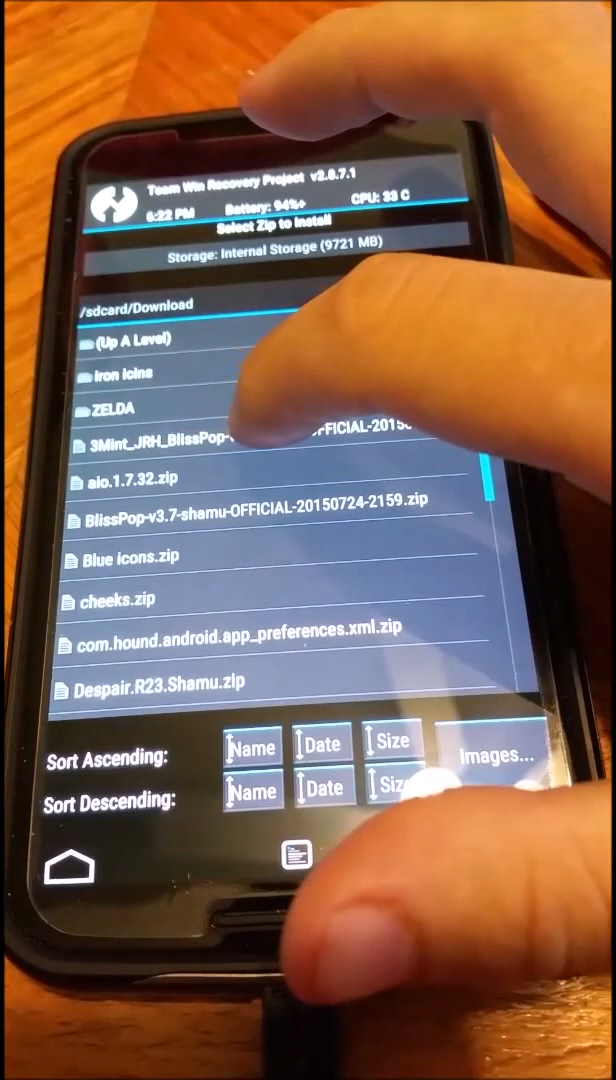 Team Win Recovery Project v2.8.7.1
6:22 PM Battery: 94%+ CPU: 33 C
Select Zip to Install
Storage: Internal Storage (9721 MB)
/sdcard/Download
(Up A Level)
Iron Icins
ZELDA
3Mint_JRH_BlissPop-
aio.1.7.32.zip
BlissPop-v3.7-shamu-OFFICIAL-20150724-2159.zip
Blue icons.zip
cheeks.zip
com.hound.android.app_preferences.xml.zip
Despair.R23.Shamu.zip
Sort Ascending: Name Date Size Images...
Sort Descending: Name Date Size